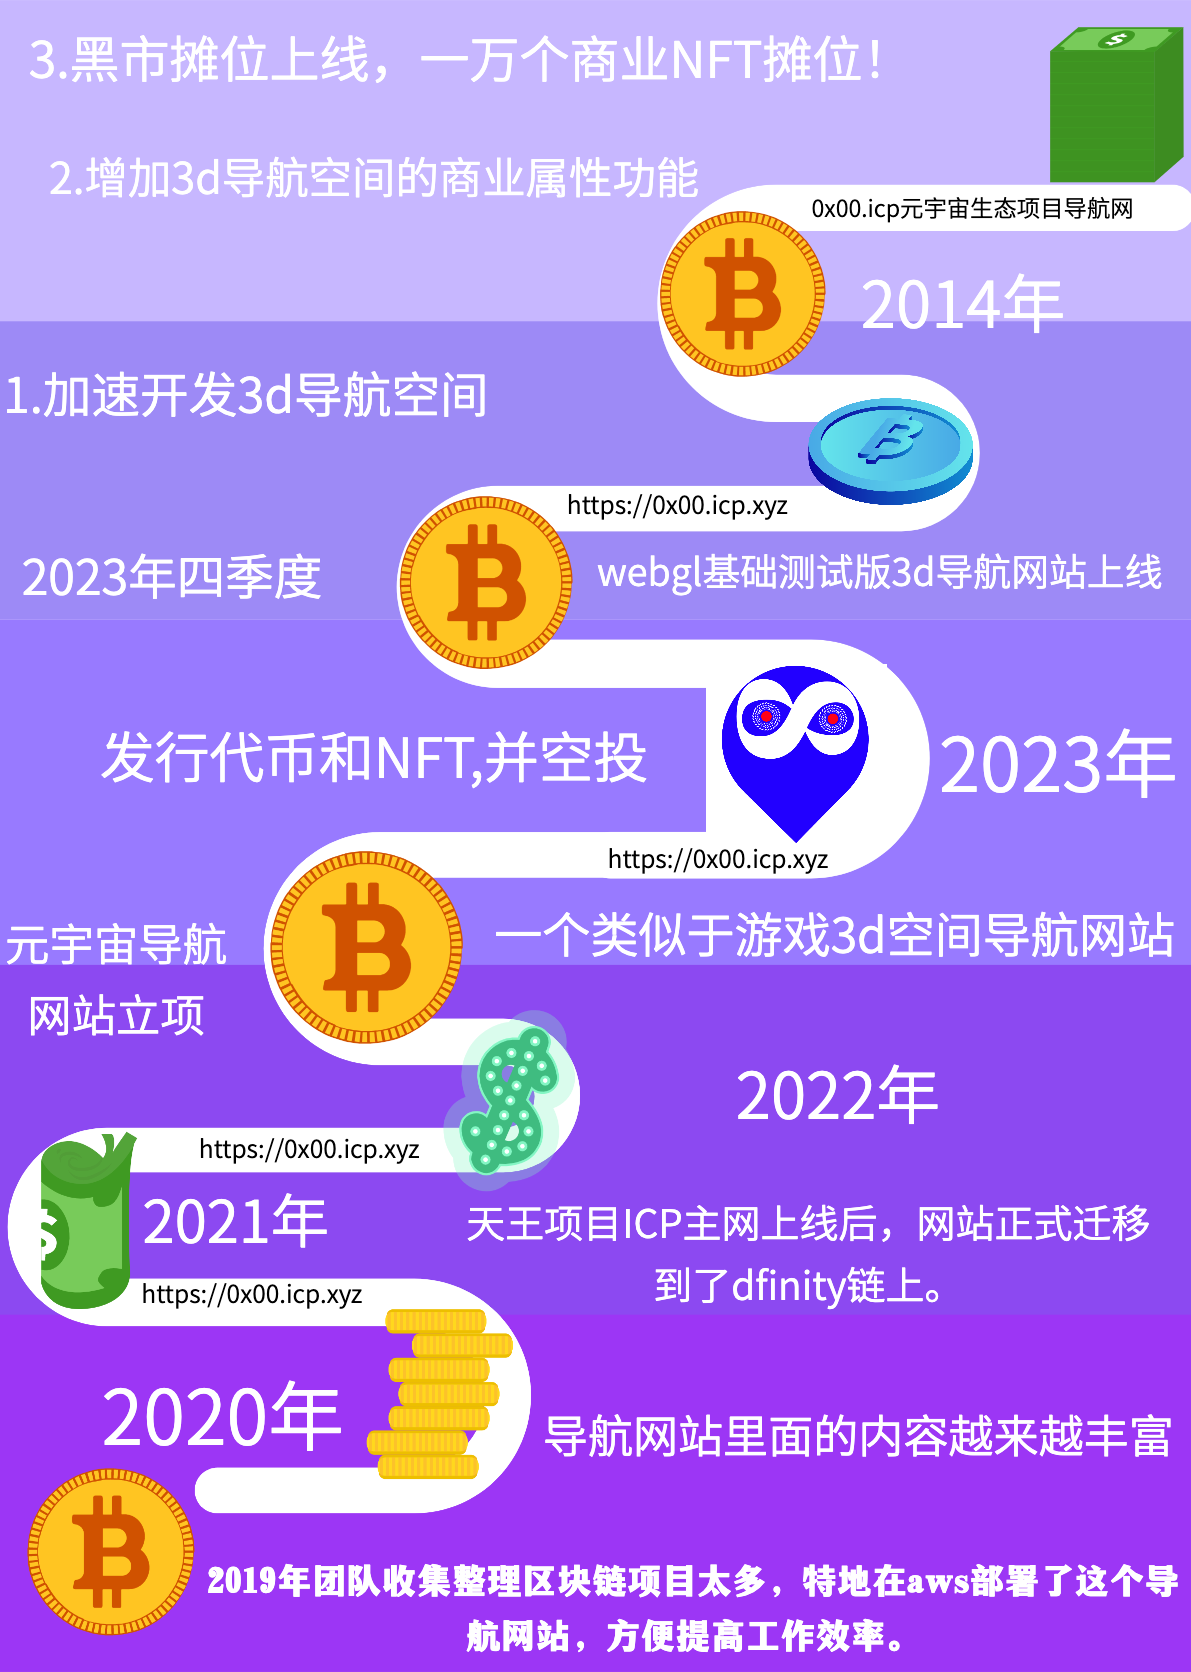 3.黑市摊位上线，一万个商业NFT摊位！
2.增加3d导航空间的商业属性功能
0x00.icp元宇宙生态项目导航网
2014年
1.加速开发3d导航空间
https://0x00.icp.xyz
2023年四季度
webgl基础测试版3d导航网站上线
发行代币和NFT,并空投
2023年
https://0x00.icp.xyz
元宇宙导航
网站立项
一个类似于游戏3d空间导航网站
2022年
https://0x00.icp.xyz
2021年
天王项目ICP主网上线后，网站正式迁移
到了dfinity链上。
https://0x00.icp.xyz
2020年
导航网站里面的内容越来越丰富
2019年团队收集整理区块链项目太多，特地在aws部署了这个导
航网站，方便提高工作效率。